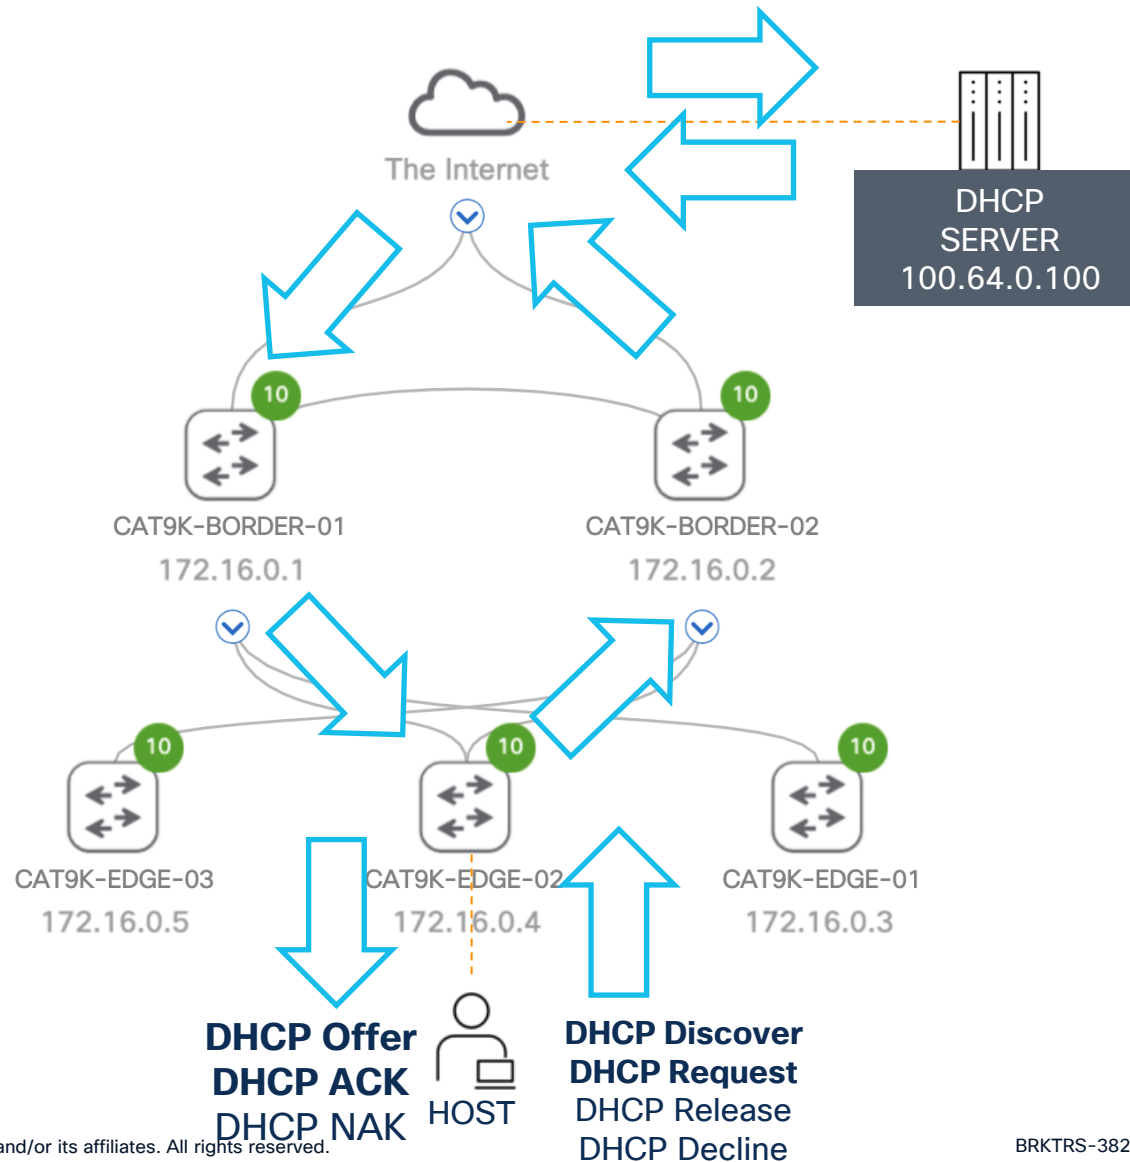 The Internet
DHCP
SERVER
100.64.0.100
10
10
CAT9K-BORDER-01
CAT9K-BORDER-02
172.16.0.1
172.16.0.2
10
10
10
CAT9K-EDGE-03
CAT9K-EDGE-02
CAT9K-EDGE-01
172.16.0.5
172.16.0.4
172.16.0.3
DHCP Offer
DHCP ACK
DHCP NAK
HOST
DHCP Discover
DHCP Request
DHCP Release
DHCP Decline
and/or its affiliates. All rights reserved.
BRKTRS-382